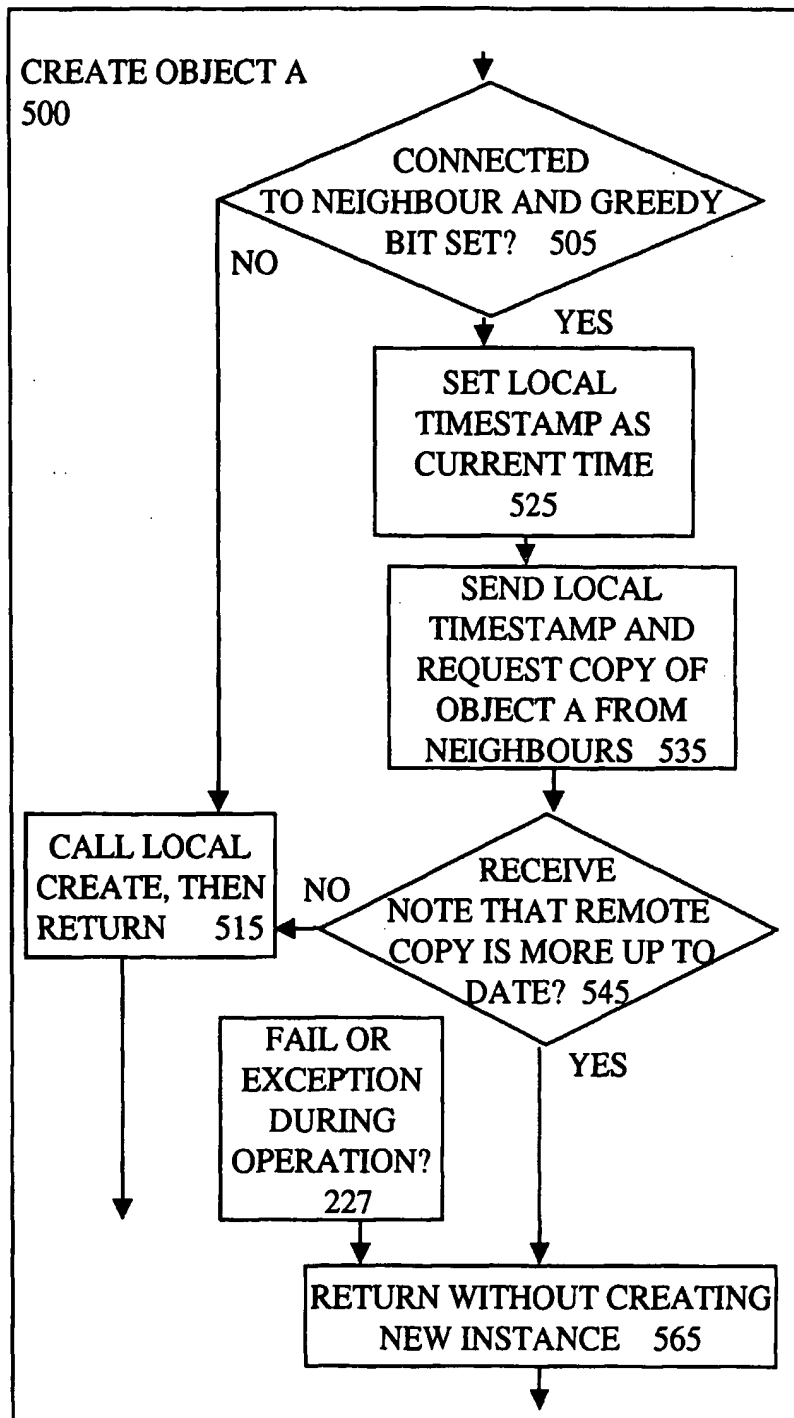 CREATE OBJECT A
500
CONNECTED
TO NEIGHBOUR AND GREEDY
BIT SET? 505
NO
YES
SET LOCAL
TIMESTAMP AS
CURRENT TIME
525
SEND LOCAL
TIMESTAMP AND
REQUEST COPY OF
OBJECT A FROM
NEIGHBOURS 535
CALL LOCAL
CREATE, THEN
RETURN 515
NO
RECEIVE
NOTE THAT REMOTE
COPY IS MORE UP TO
DATE? 545
YES
FAIL OR
EXCEPTION
DURING
OPERATION?
227
RETURN WITHOUT CREATING
NEW INSTANCE 565